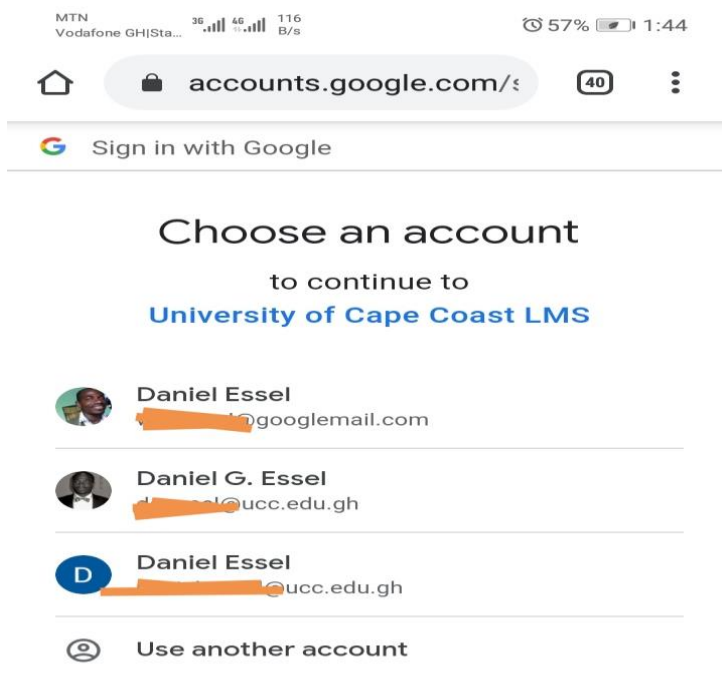 MTN
Vodafone GH|Sta... 3G 4G 116 B/s 57% 1:44
accounts.google.com/s 40
G Sign in with Google
Choose an account
to continue to
University of Cape Coast LMS
Daniel Essel
@googlemail.com
Daniel G. Essel
@ucc.edu.gh
D Daniel Essel
@ucc.edu.gh
Use another account